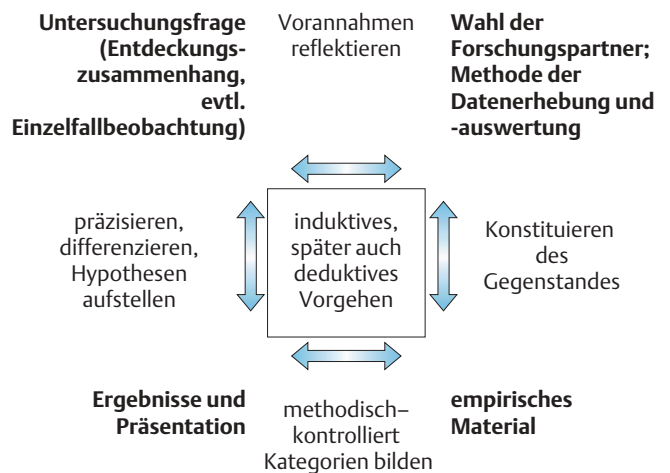 Untersuchungsfrage
(Entdeckungs-
zusammenhang,
evtl.
Einzelfallbeobachtung)
Vorannahmen
reflektieren
Wahl der
Forschungspartner;
Methode der
Datenerhebung und
-auswertung
präzisieren,
differenzieren,
Hypothesen
aufstellen
induktives,
später auch
deduktives
Vorgehen
Konstituieren
des
Gegenstandes
Ergebnisse und
Präsentation
methodisch–
kontrolliert
Kategorien bilden
empirisches
Material